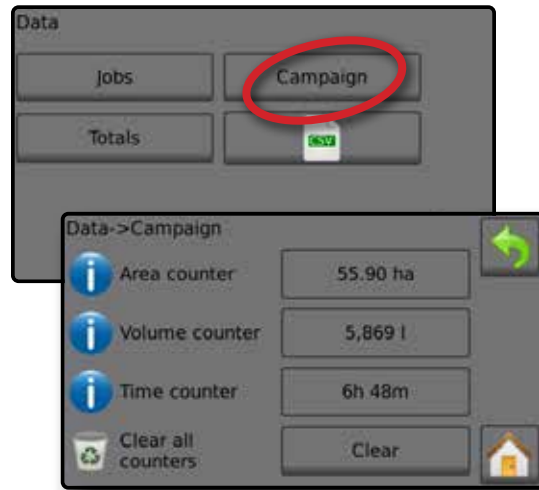 Data
Jobs
Campaign
Totals
CSV
Data->Campaign
Area counter
55.90 ha
Volume counter
5,869 l
Time counter
6h 48m
Clear all
counters
Clear